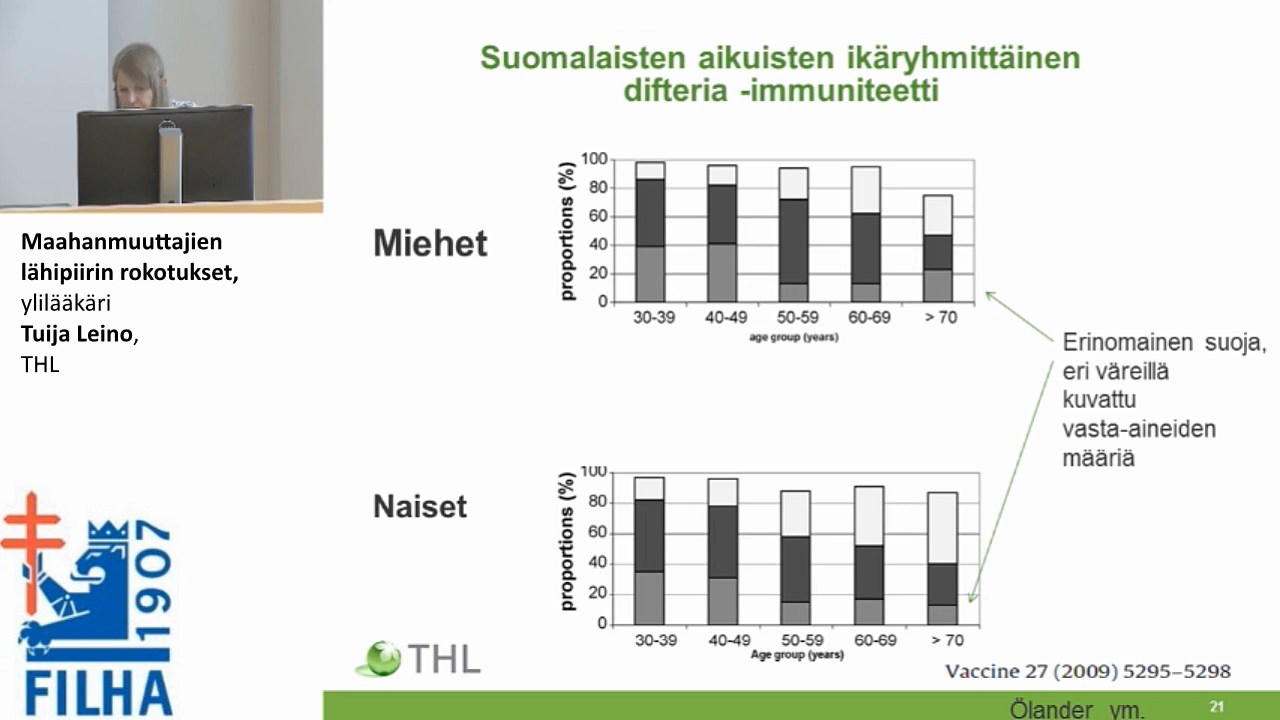 Suomalaisten aikuisten ikäryhmittäinen
difteria -immuniteetti
Maahanmuuttajien
lähipiirin rokotukset,
ylilääkäri
Tuija Leino,
THL
Miehet
proportions (%)
100
80
60
40
20
0
30-39 40-49 50-59 60-69 > 70
age group (years)
Erinomainen suoja,
eri väreillä
kuvattu
vasta-aineiden
määriä
Naiset
proportions (%)
100
80
60
40
20
0
30-39 40-49 50-59 60-69 > 70
Age group (years)
1907
FILHA
THL
Vaccine 27 (2009) 5295–5298
Ölander ym.
21